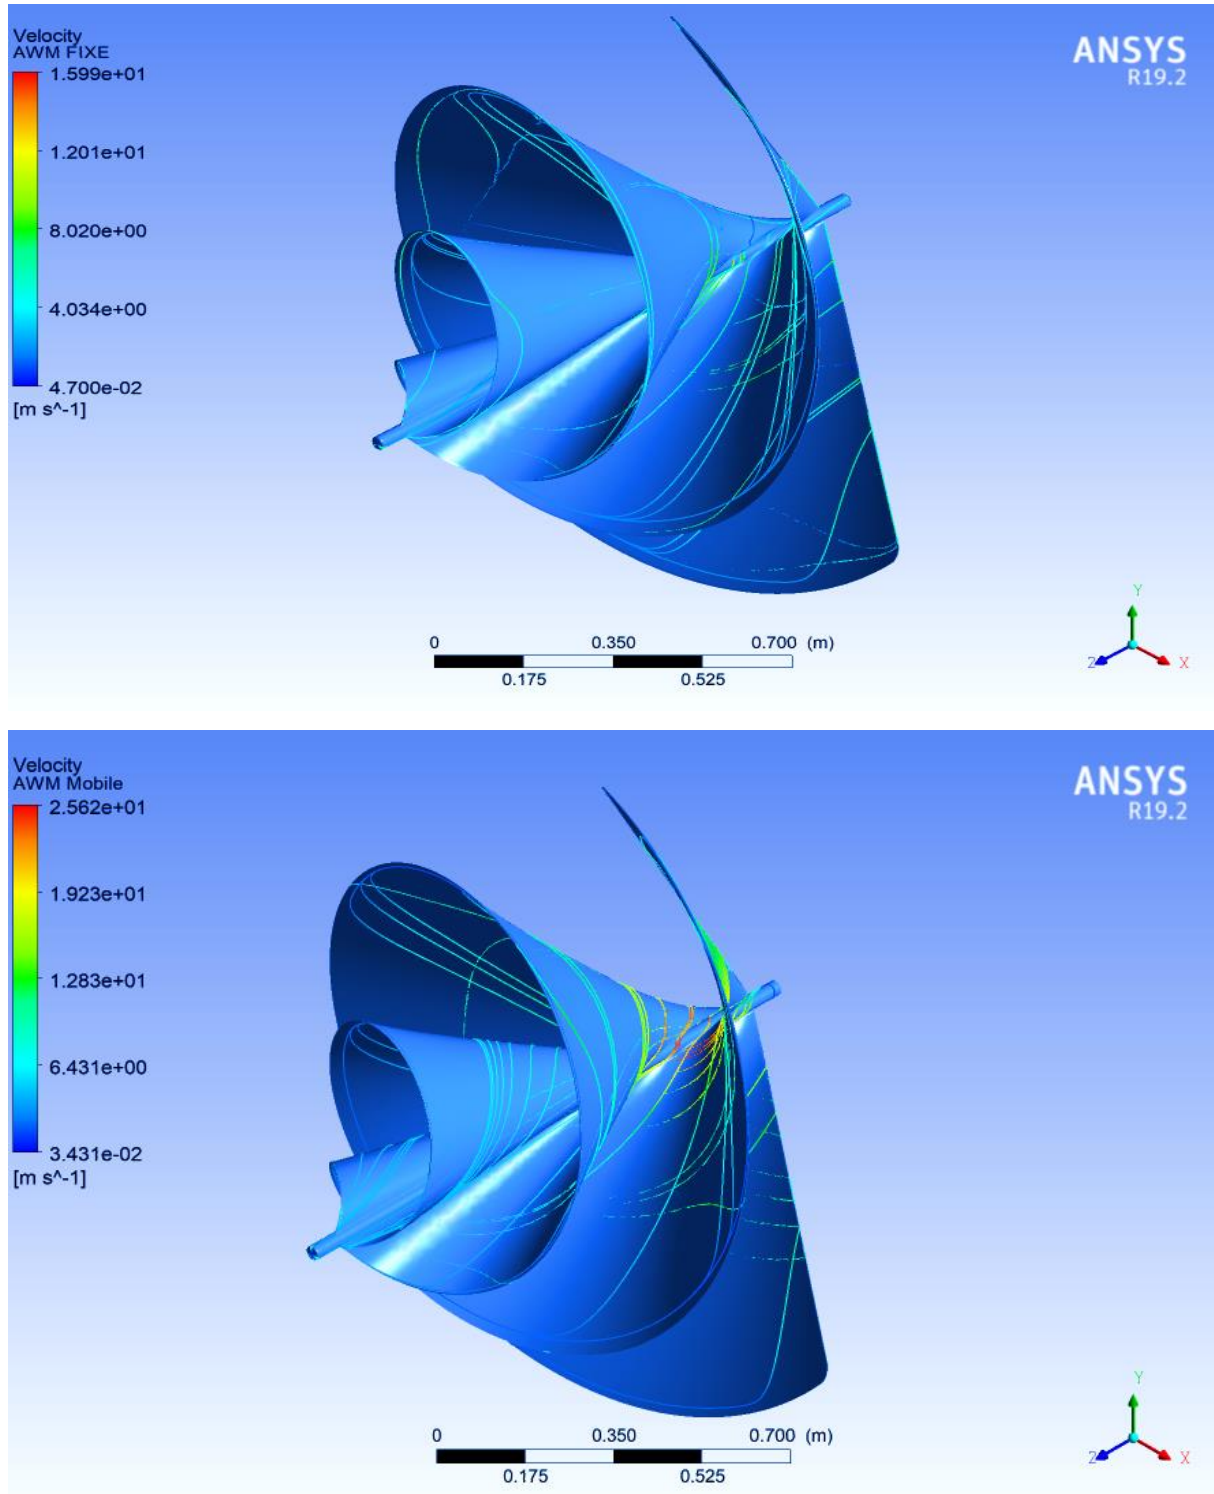 Velocity
AWM FIXE
1.599e+01
1.201e+01
8.020e+00
4.034e+00
4.700e-02
[m s^-1]
ANSYS
R19.2
0 0.350 0.700 (m)
0.175 0.525
Y
Z X
Velocity
AWM Mobile
2.562e+01
1.923e+01
1.283e+01
6.431e+00
3.431e-02
[m s^-1]
ANSYS
R19.2
0 0.350 0.700 (m)
0.175 0.525
Y
Z X